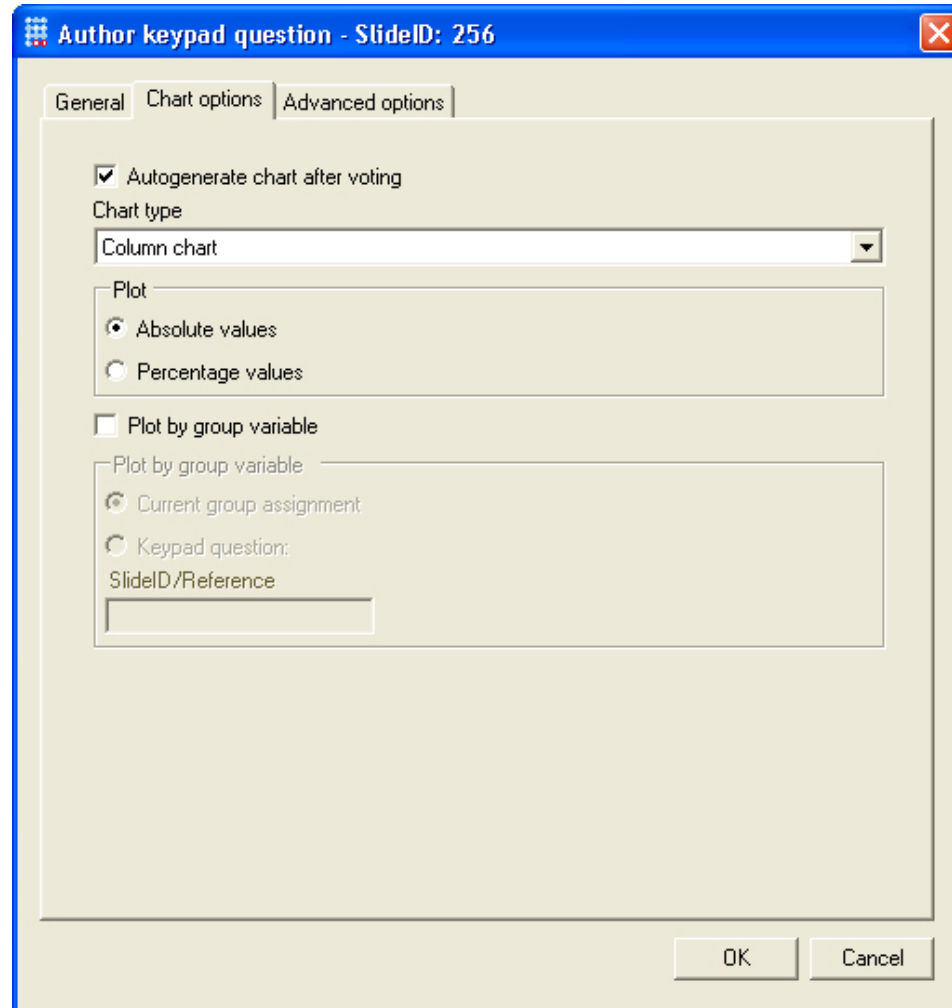 Author keypad question - SlideID: 256
General Chart options Advanced options
Autogenerate chart after voting
Chart type
Column chart
Plot
Absolute values
Percentage values
Plot by group variable
Plot by group variable
Current group assignment
Keypad question:
SlideID/Reference
OK Cancel